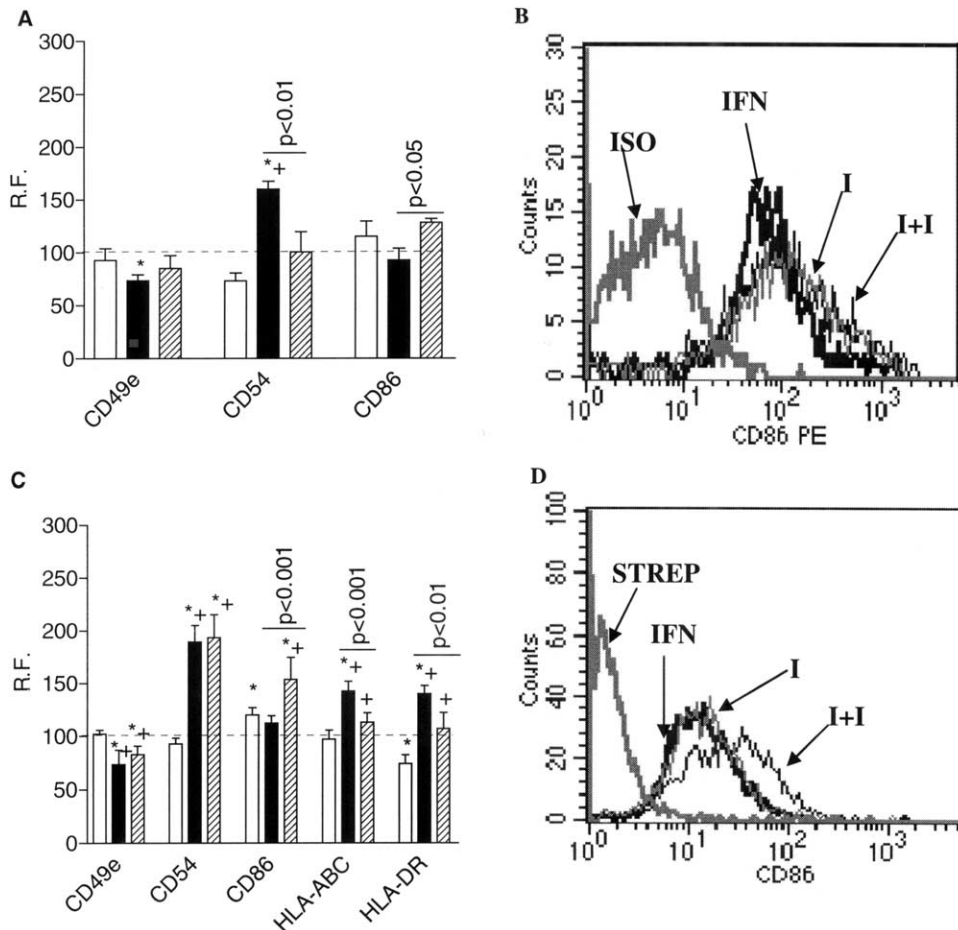 A
300
250
200
150
100
50
0
R.F.
p<0.01
* +
p<0.05
*
CD49e
CD54
CD86
B
30
25
20
15
10
5
0
Counts
ISO
IFN
I
I+I
10^0
10^1
10^2
10^3
CD86 PE
C
300
250
200
150
100
50
0
R.F.
p<0.001
p<0.001
p<0.01
*+
*+
*
*+
*+
+
*+
+
*+
*+
*
CD49e
CD54
CD86
HLA-ABC
HLA-DR
D
100
80
60
40
20
0
Counts
STREP
IFN
I
I+I
10^0
10^1
10^2
10^3
CD86